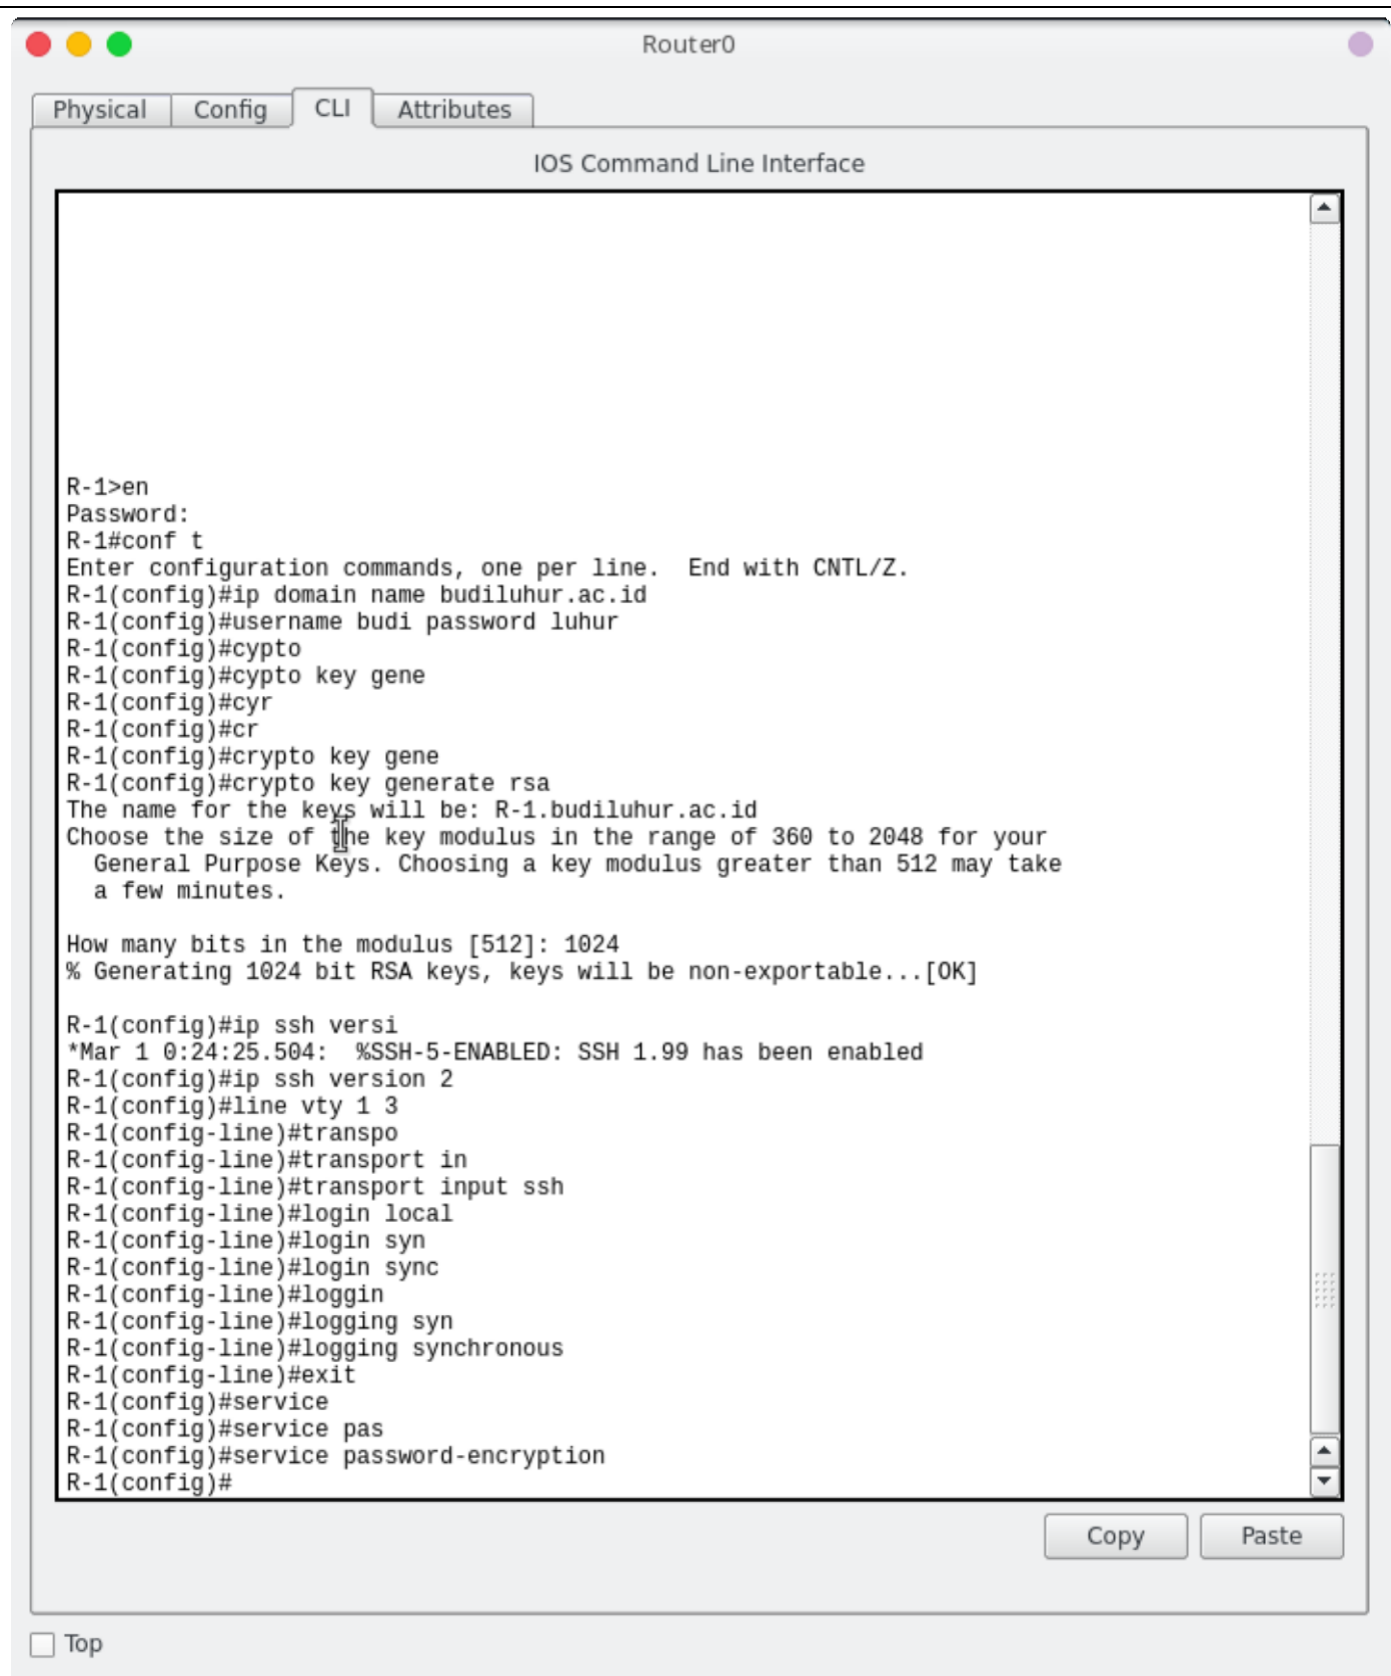 Router0
Physical
Config
CLI
Attributes
IOS Command Line Interface
R-1>en
Password:
R-1#conf t
Enter configuration commands, one per line.  End with CNTL/Z.
R-1(config)#ip domain name budiluhur.ac.id
R-1(config)#username budi password luhur
R-1(config)#cypto
R-1(config)#cypto key gene
R-1(config)#cyr
R-1(config)#cr
R-1(config)#crypto key gene
R-1(config)#crypto key generate rsa
The name for the keys will be: R-1.budiluhur.ac.id
Choose the size of the key modulus in the range of 360 to 2048 for your
  General Purpose Keys. Choosing a key modulus greater than 512 may take
  a few minutes.
How many bits in the modulus [512]: 1024
% Generating 1024 bit RSA keys, keys will be non-exportable...[OK]
R-1(config)#ip ssh versi
*Mar 1 0:24:25.504:  %SSH-5-ENABLED: SSH 1.99 has been enabled
R-1(config)#ip ssh version 2
R-1(config)#line vty 1 3
R-1(config-line)#transpo
R-1(config-line)#transport in
R-1(config-line)#transport input ssh
R-1(config-line)#login local
R-1(config-line)#login syn
R-1(config-line)#login sync
R-1(config-line)#loggin
R-1(config-line)#logging syn
R-1(config-line)#logging synchronous
R-1(config-line)#exit
R-1(config)#service
R-1(config)#service pas
R-1(config)#service password-encryption
R-1(config)#
Copy
Paste
Top